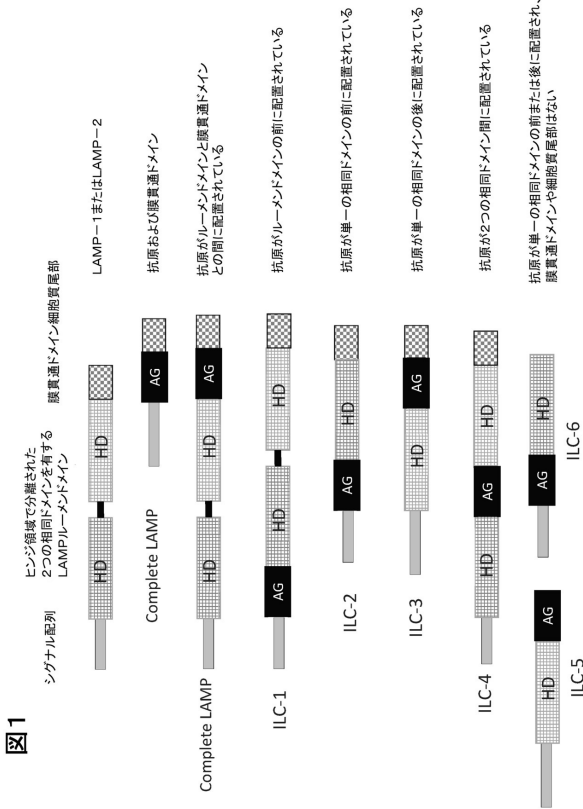 図1
シグナル配列
ヒンジ領域で分離された
2つの相同ドメインを有する
LAMPルーメンドメイン
膜貫通ドメイン細胞質尾部
HD
HD
LAMP-1またはLAMP-2
Complete LAMP
AG
抗原および膜貫通ドメイン
Complete LAMP
HD
HD
AG
抗原がルーメンドメインと膜貫通ドメイン
との間に配置されている
ILC-1
AG
HD
HD
抗原がルーメンドメインの前に配置されている
ILC-2
AG
HD
抗原が単一の相同ドメインの前に配置されている
ILC-3
HD
AG
抗原が単一の相同ドメインの後に配置されている
ILC-4
HD
AG
HD
抗原が2つの相同ドメイン間に配置されている
HD
AG
ILC-5
AG
HD
ILC-6
抗原が単一の相同ドメインの前または後に配置され、
膜貫通ドメインや細胞質尾部はない